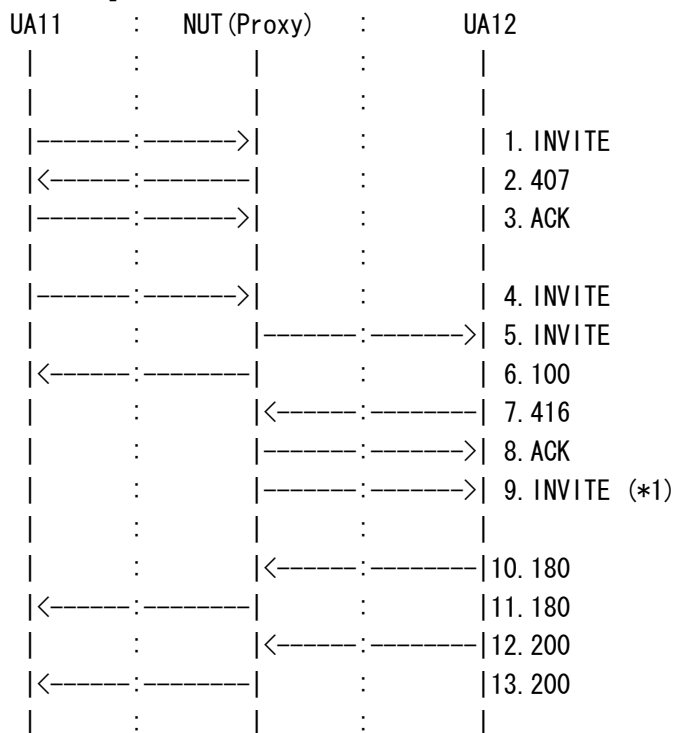 UA11 : NUT(Proxy) : UA12
| : | : |
| : | : |
|------:------->| : | 1. INVITE
|<------:--------| : | 2. 407
|------:------->| : | 3. ACK
| : | : |
|------:------->| : | 4. INVITE
| : |------:------->| 5. INVITE
|<------:--------| : | 6. 100
| : |<------:--------| 7. 416
| : |------:------->| 8. ACK
| : |------:------->| 9. INVITE (*1)
| : | : |
| : |<------:--------|10. 180
|<------:--------| : |11. 180
| : |<------:--------|12. 200
|<------:--------| : |13. 200
| : | : |